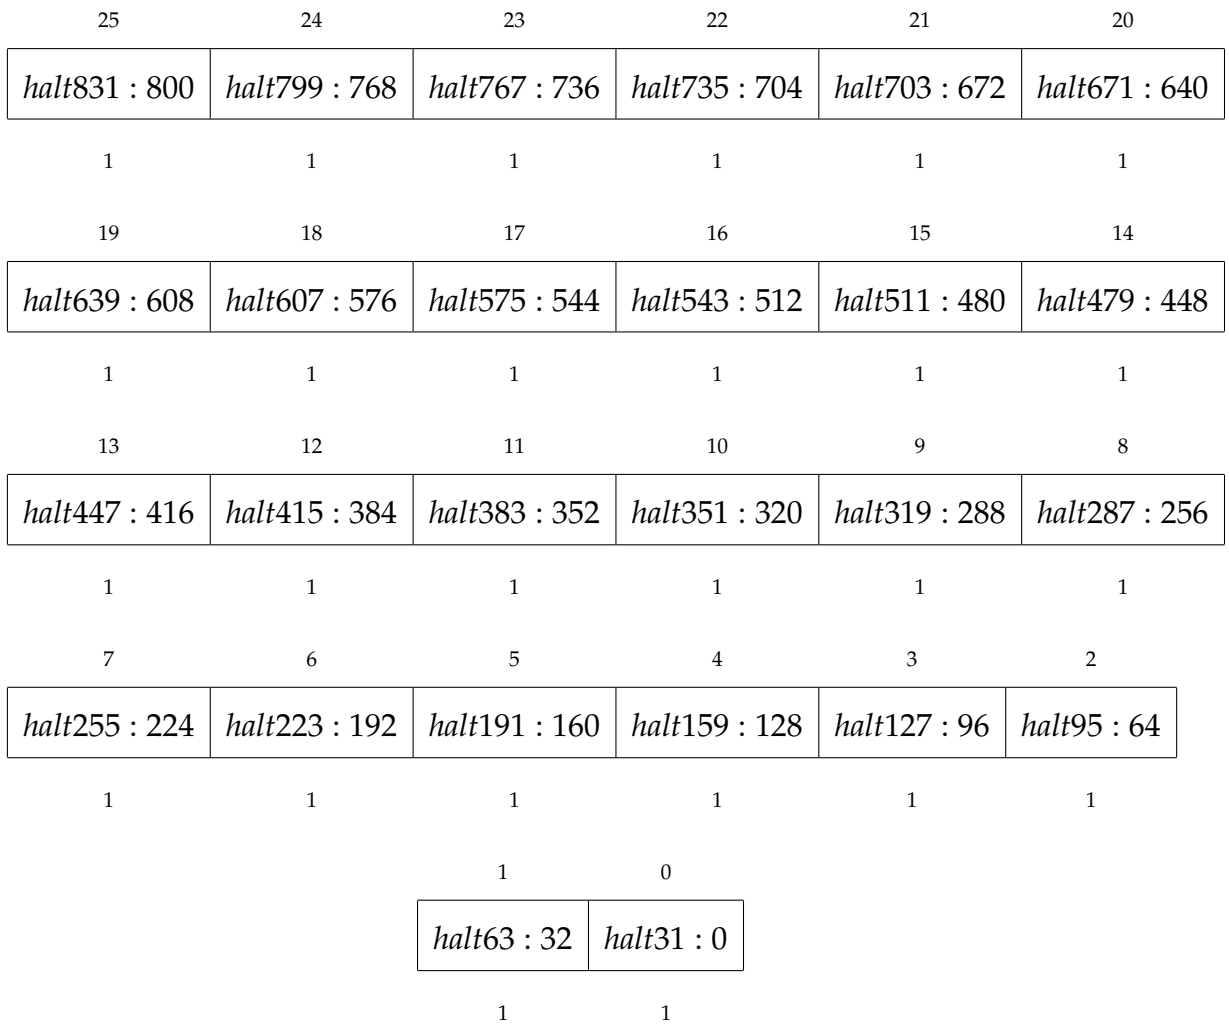 25 24 23 22 21 20
halt831 : 800 halt799 : 768 halt767 : 736 halt735 : 704 halt703 : 672 halt671 : 640
1 1 1 1 1 1
19 18 17 16 15 14
halt639 : 608 halt607 : 576 halt575 : 544 halt543 : 512 halt511 : 480 halt479 : 448
1 1 1 1 1 1
13 12 11 10 9 8
halt447 : 416 halt415 : 384 halt383 : 352 halt351 : 320 halt319 : 288 halt287 : 256
1 1 1 1 1 1
7 6 5 4 3 2
halt255 : 224 halt223 : 192 halt191 : 160 halt159 : 128 halt127 : 96 halt95 : 64
1 1 1 1 1 1
1 0
halt63 : 32 halt31 : 0
1 1